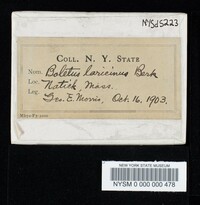 NYSd5223
COLL. N. Y. STATE
Nom. Boletus laricinus Berk
Loc. Natick, Mass.
Leg. Geo. E. Morris, Oct. 16, 1903.
NEW YORK STATE MUSEUM
NYSM 0 000 000 478